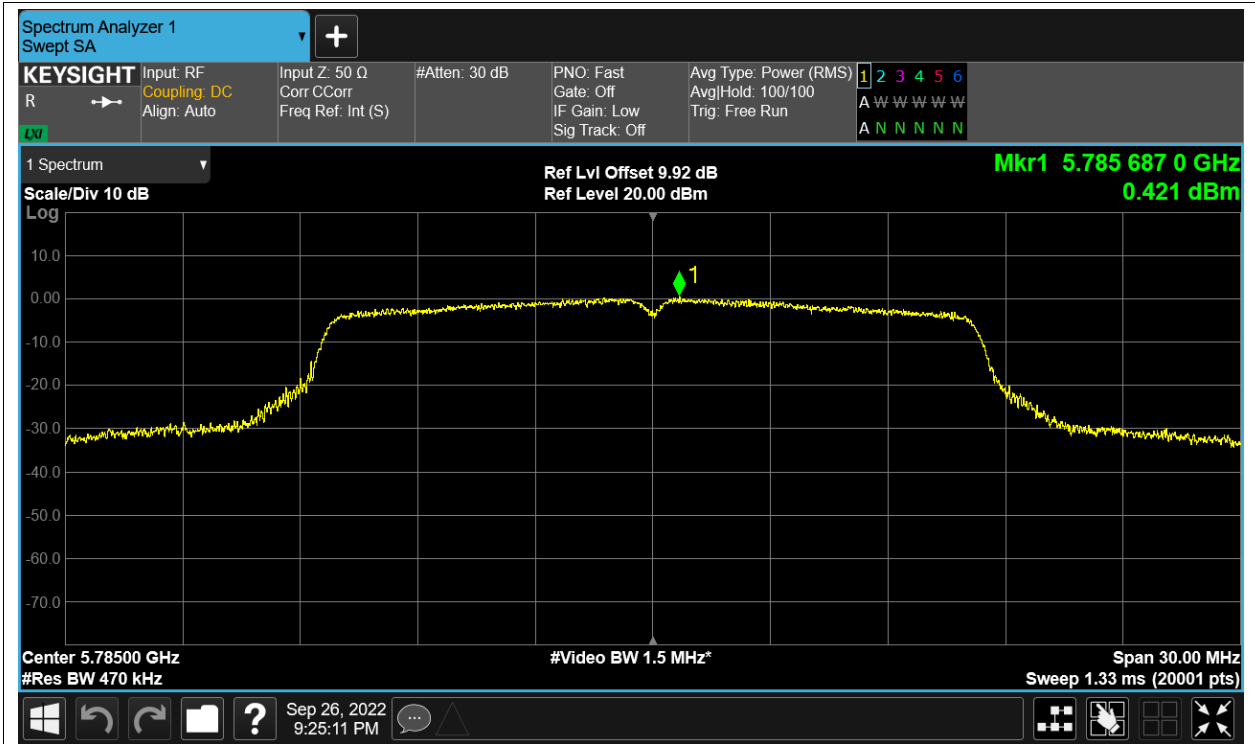 Spectrum Analyzer 1
Swept SA
+
KEYSIGHT
R
LXI
Input: RF
Coupling: DC
Align: Auto
Input Z: 50 Ω
Corr CCorr
Freq Ref: Int (S)
#Atten: 30 dB
PNO: Fast
Gate: Off
IF Gain: Low
Sig Track: Off
Avg Type: Power (RMS)
Avg|Hold: 100/100
Trig: Free Run
1 2 3 4 5 6
A W W W W W
A N N N N N
1 Spectrum
Scale/Div 10 dB
Log
Ref Lvl Offset 9.92 dB
Ref Level 20.00 dBm
Mkr1 5.785 687 0 GHz
0.421 dBm
10.0
0.00
-10.0
-20.0
-30.0
-40.0
-50.0
-60.0
-70.0
1
Center 5.78500 GHz
#Res BW 470 kHz
#Video BW 1.5 MHz*
Span 30.00 MHz
Sweep 1.33 ms (20001 pts)
?
Sep 26, 2022
9:25:11 PM